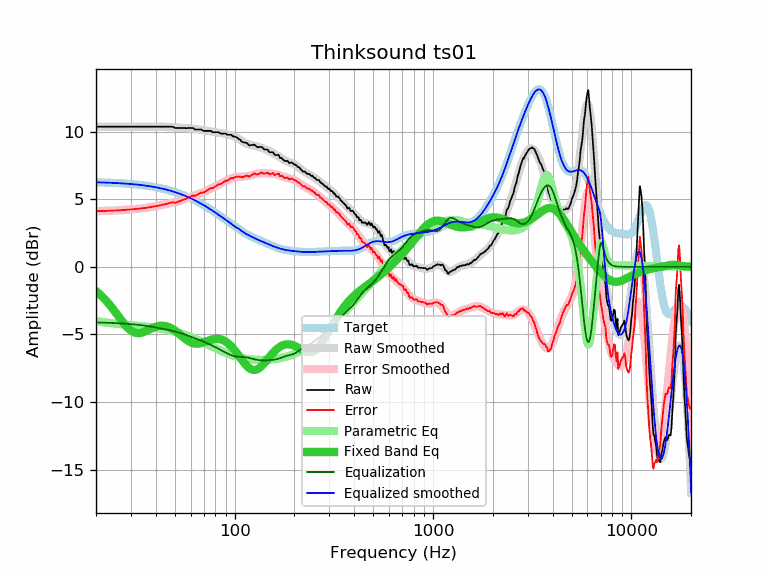 Thinksound ts01
Amplitude (dBr)
10
5
0
−5
−10
−15
100
1000
10000
Frequency (Hz)
Target
Raw Smoothed
Error Smoothed
Raw
Error
Parametric Eq
Fixed Band Eq
Equalization
Equalized smoothed